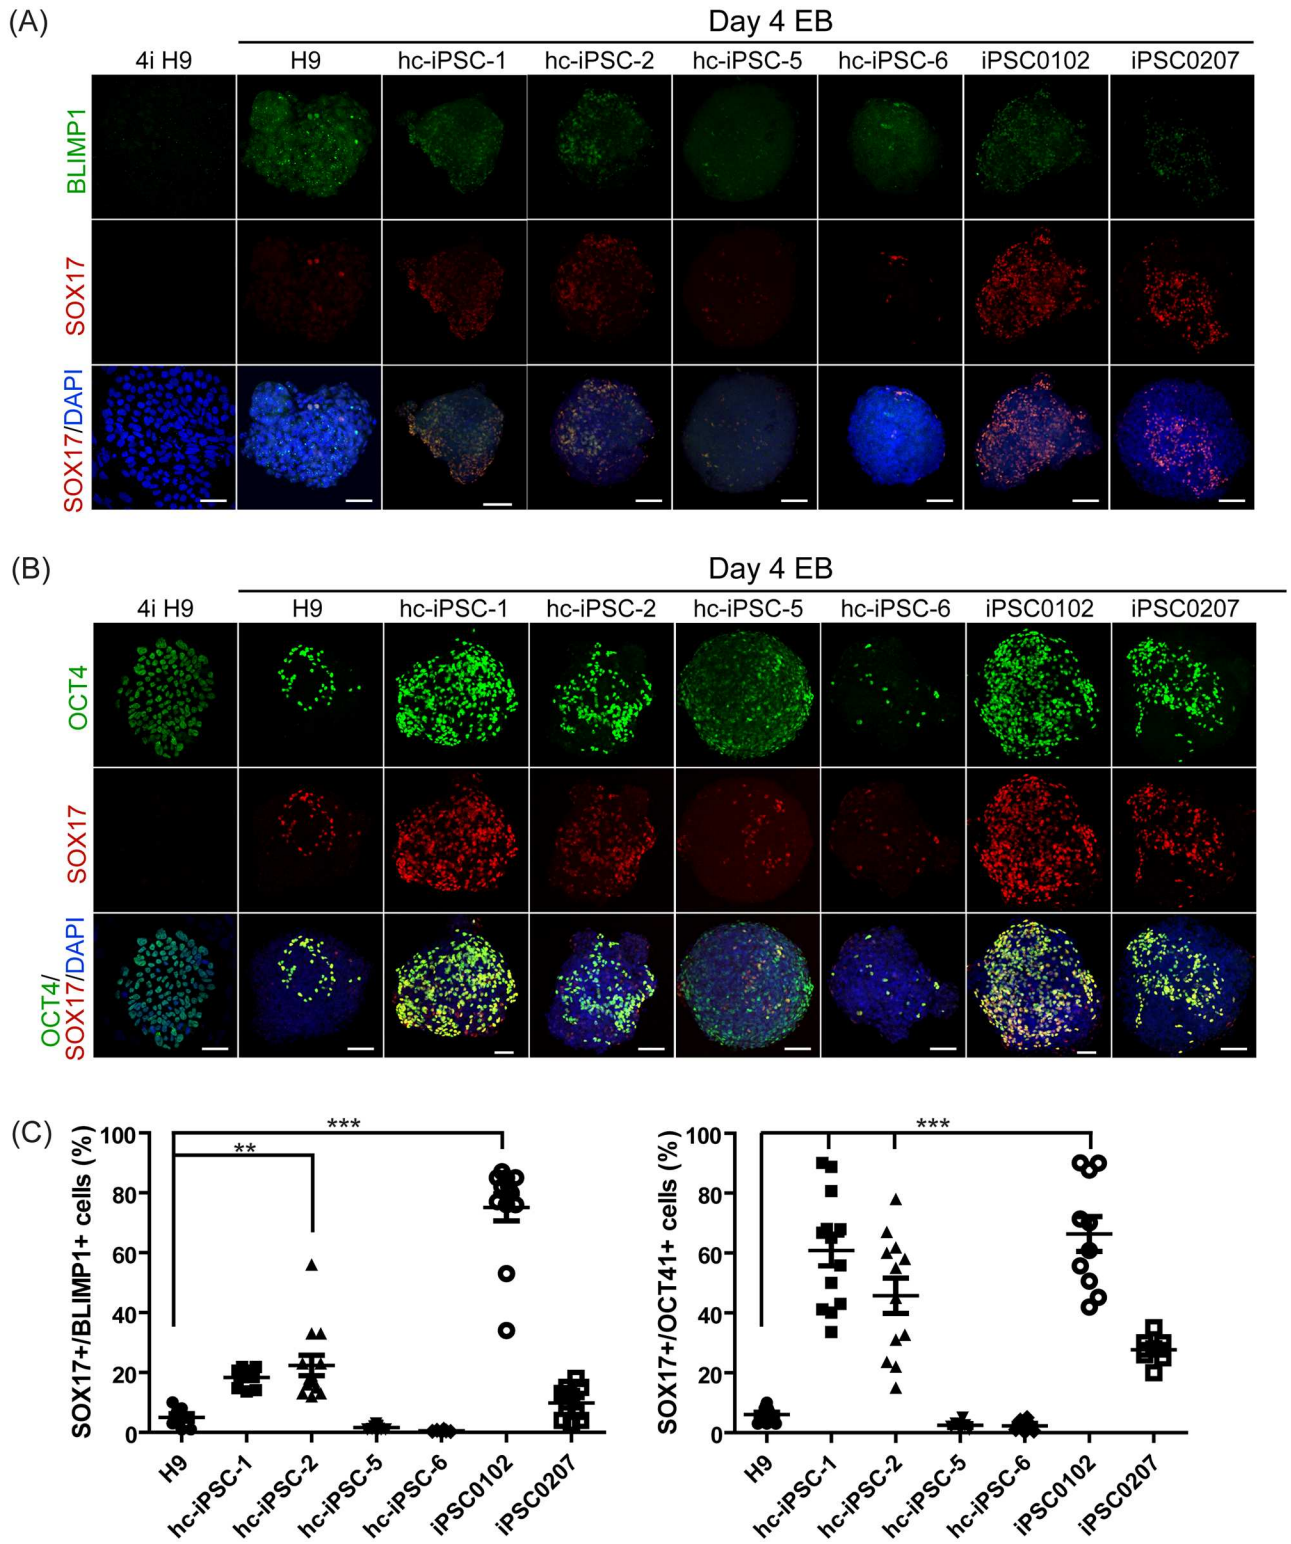 (A)
Day 4 EB
4i H9 H9 hc-iPSC-1 hc-iPSC-2 hc-iPSC-5 hc-iPSC-6 iPSC0102 iPSC0207
BLIMP1
SOX17
SOX17/DAPI
(B)
Day 4 EB
4i H9 H9 hc-iPSC-1 hc-iPSC-2 hc-iPSC-5 hc-iPSC-6 iPSC0102 iPSC0207
OCT4
SOX17
OCT4/
SOX17/DAPI
(C)
SOX17+/BLIMP1+ cells (%)
100
80
60
40
20
0
***
**
H9 hc-iPSC-1 hc-iPSC-2 hc-iPSC-5 hc-iPSC-6 iPSC0102 iPSC0207
SOX17+/OCT41+ cells (%)
100
80
60
40
20
0
***
H9 hc-iPSC-1 hc-iPSC-2 hc-iPSC-5 hc-iPSC-6 iPSC0102 iPSC0207